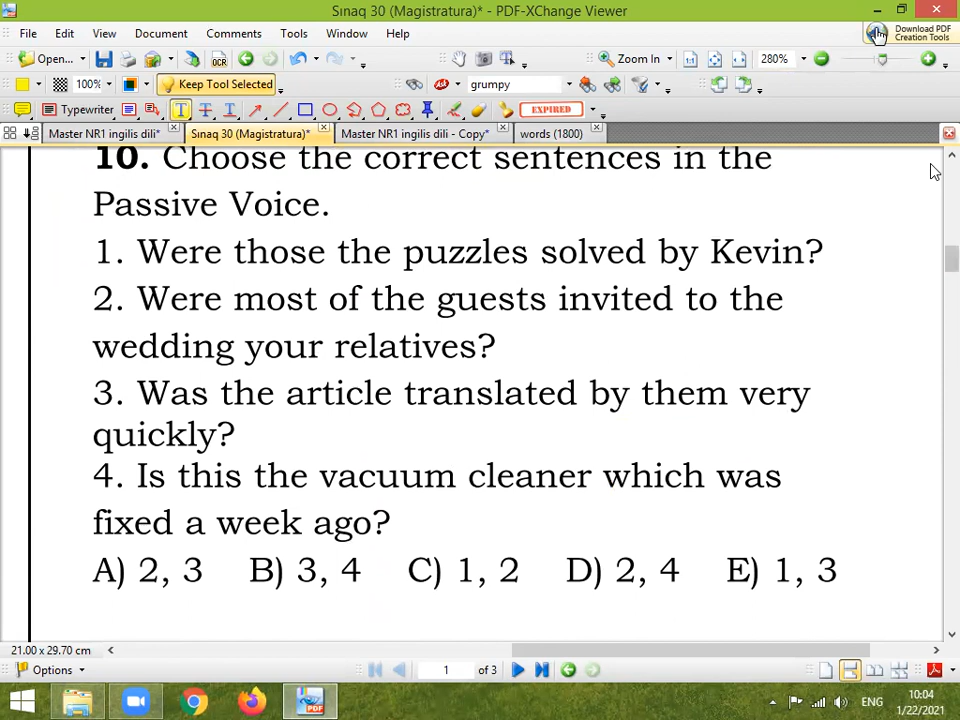 Sınaq 30 (Magistratura)* - PDF-XChange Viewer
File Edit View Document Comments Tools Window Help
Download PDF
Creation Tools
Open... OCR Zoom In 280%
100% Keep Tool Selected grumpy
Typewriter EXPIRED
Master NR1 ingilis dili* Sınaq 30 (Magistratura)* Master NR1 ingilis dili - Copy* words (1800)
10. Choose the correct sentences in the
Passive Voice.
1. Were those the puzzles solved by Kevin?
2. Were most of the guests invited to the
wedding your relatives?
3. Was the article translated by them very
quickly?
4. Is this the vacuum cleaner which was
fixed a week ago?
A) 2, 3 B) 3, 4 C) 1, 2 D) 2, 4 E) 1, 3
21.00 x 29.70 cm
Options 1 of 3
ENG
10:04
1/22/2021